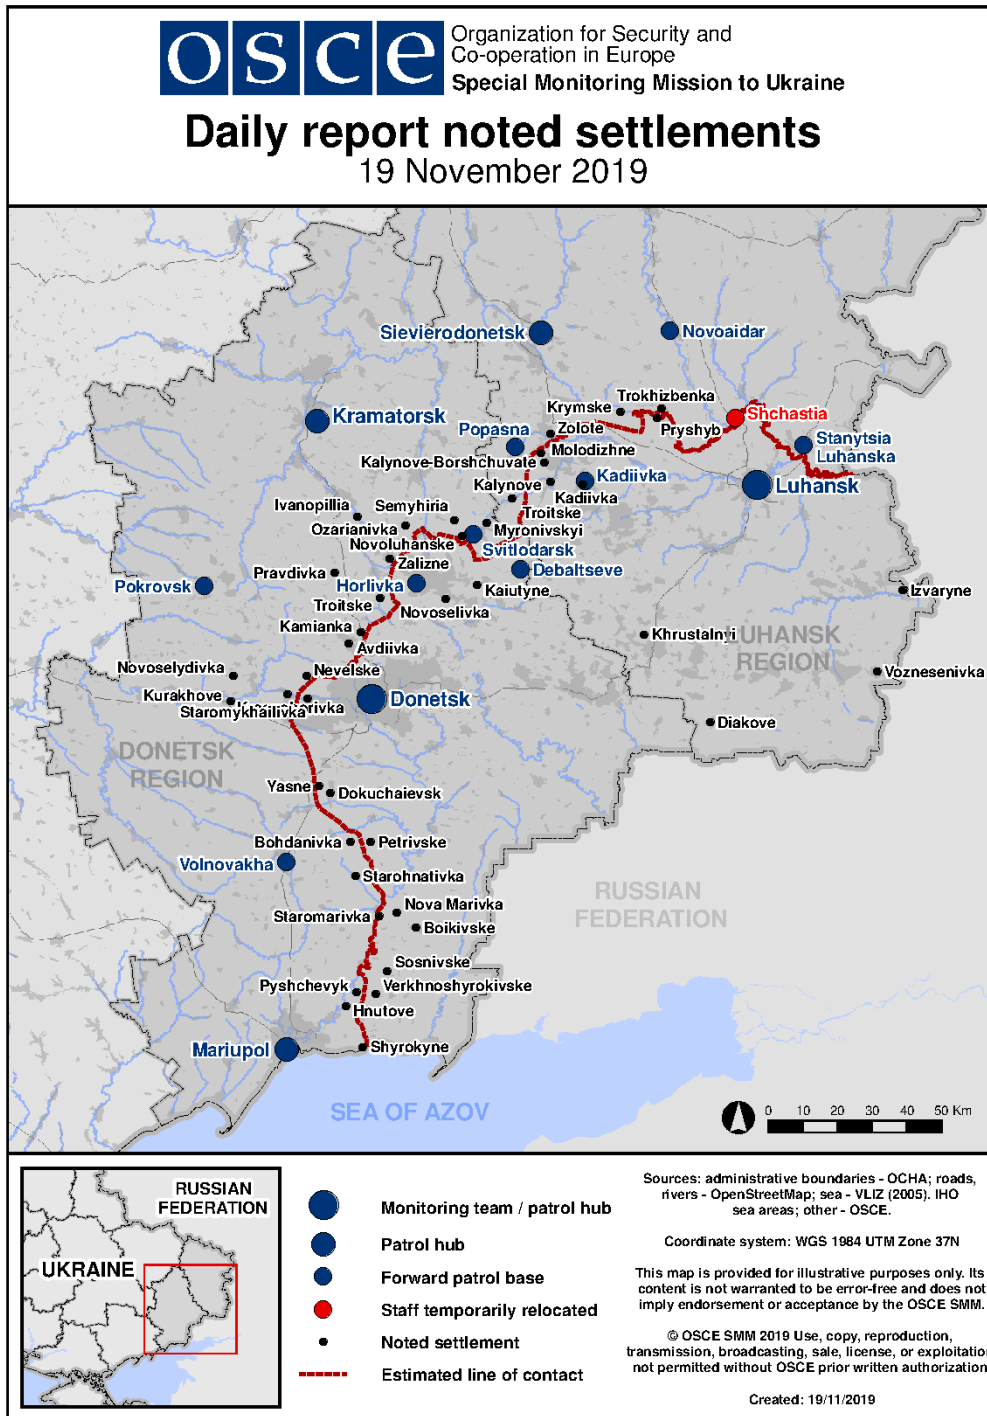 osce
Organization for Security and
Co-operation in Europe
Special Monitoring Mission to Ukraine
Daily report noted settlements
19 November 2019
Sievierodonetsk
Novoaidar
Kramatorsk
Trokhizbenka
Krymske
Shchastia
Popasna
Zolote
Pryshyb
Stanytsia
Luhanska
Molodizhne
Kalynove-Borshchuvate
Kadiivka
Kalynove
Kadiivka
Luhansk
Ivanopillia
Semyhiria
Troitske
Ozarianivka
Myronivskyi
Novoluhanske
Svitlodarsk
Zalizne
Debaltseve
Pravdivka
Pokrovsk
Horlivka
Kaiutyne
Izvaryne
Troitske
Novoselivka
Kamianka
Khrustalnyi
UHANSK
REGION
Avdiivka
Novoselydivka
Nevelske
Voznesenivka
Kurakhove
Staromykhailivka
Donetsk
Diakove
DONETSK
REGION
Yasne
Dokuchaievsk
Bohdanivka
Petrivske
Volnovakha
Starohnativka
RUSSIAN
FEDERATION
Nova Marivka
Staromarivka
Boikivske
Sosnivske
Pyshchevyk
Verkhnoshyrokivske
Hnutove
Mariupol
Shyrokyne
SEA OF AZOV
0 10 20 30 40 50 Km
RUSSIAN
FEDERATION
UKRAINE
Monitoring team / patrol hub
Patrol hub
Forward patrol base
Staff temporarily relocated
Noted settlement
Estimated line of contact
Sources: administrative boundaries - OCHA; roads,
rivers - OpenStreetMap; sea - VLIZ (2005). IHO
sea areas; other - OSCE.
Coordinate system: WGS 1984 UTM Zone 37N
This map is provided for illustrative purposes only. Its
content is not warranted to be error-free and does not
imply endorsement or acceptance by the OSCE SMM.
© OSCE SMM 2019 Use, copy, reproduction,
transmission, broadcasting, sale, license, or exploitation
not permitted without OSCE prior written authorization
Created: 19/11/2019